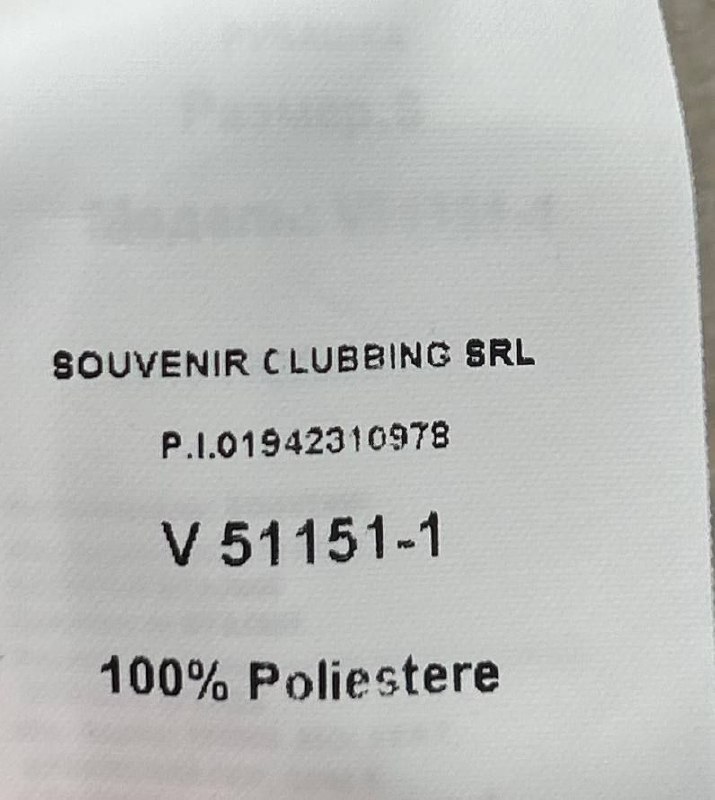 SOUVENIR CLUBBING SRL
P.I.01942310978
V 51151-1
100% Poliestere